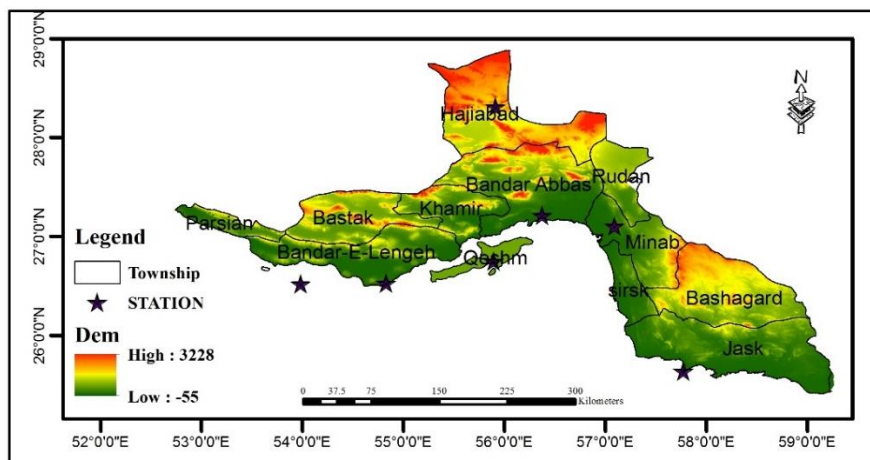 29°0'0"N
28°0'0"N
27°0'0"N
26°0'0"N
N
Hajiabad
Rudan
Bandar Abbas
Khamir
Bastak
Parsian
Minab
Bandar-E-Lengeh
Qeshm
sirsk
Bashagard
Jask
Legend
Township
STATION
Dem
High : 3228
Low : -55
0 37.5 75 150 225 300
Kilometers
52°0'0"E 53°0'0"E 54°0'0"E 55°0'0"E 56°0'0"E 57°0'0"E 58°0'0"E 59°0'0"E